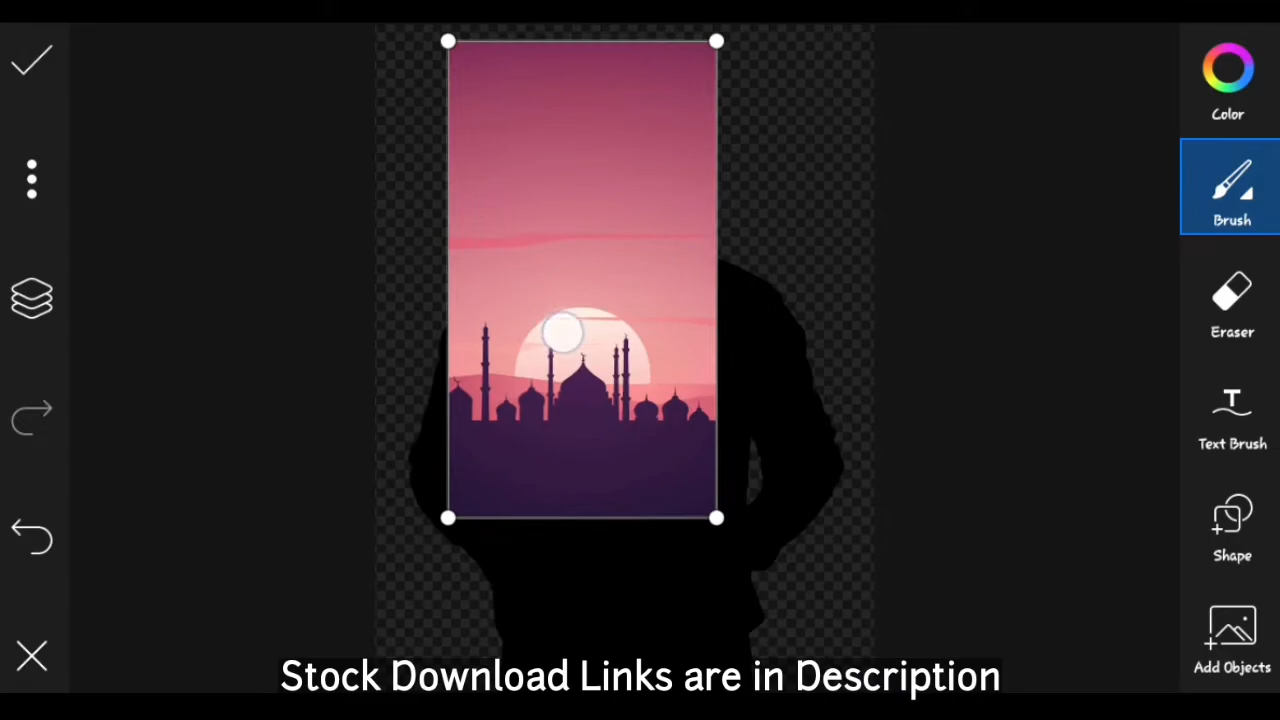 Color
Brush
Eraser
T
Text Brush
Shape
Add Objects
Stock Download Links are in Description